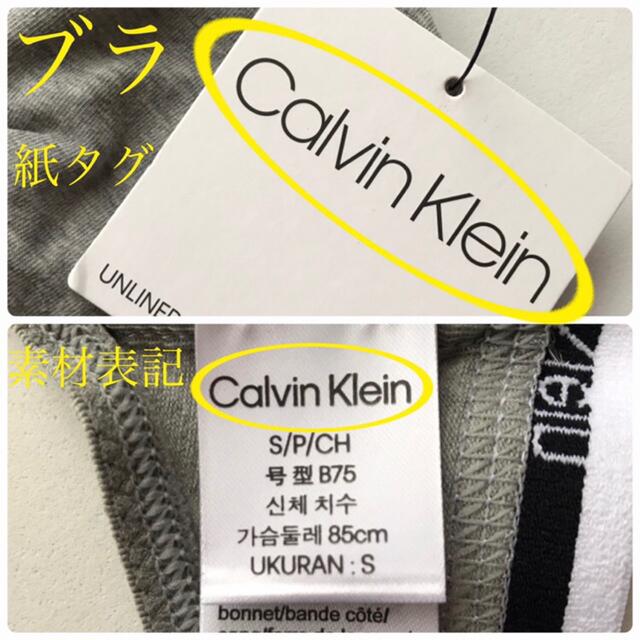 ブラ
紙タグ
Calvin Klein
UNLINED
素材表記
Calvin Klein
S/P/CH
号型 B75
신체 치수
가슴둘레 85cm
UKURAN : S
bonnet/bande côté/
Klein